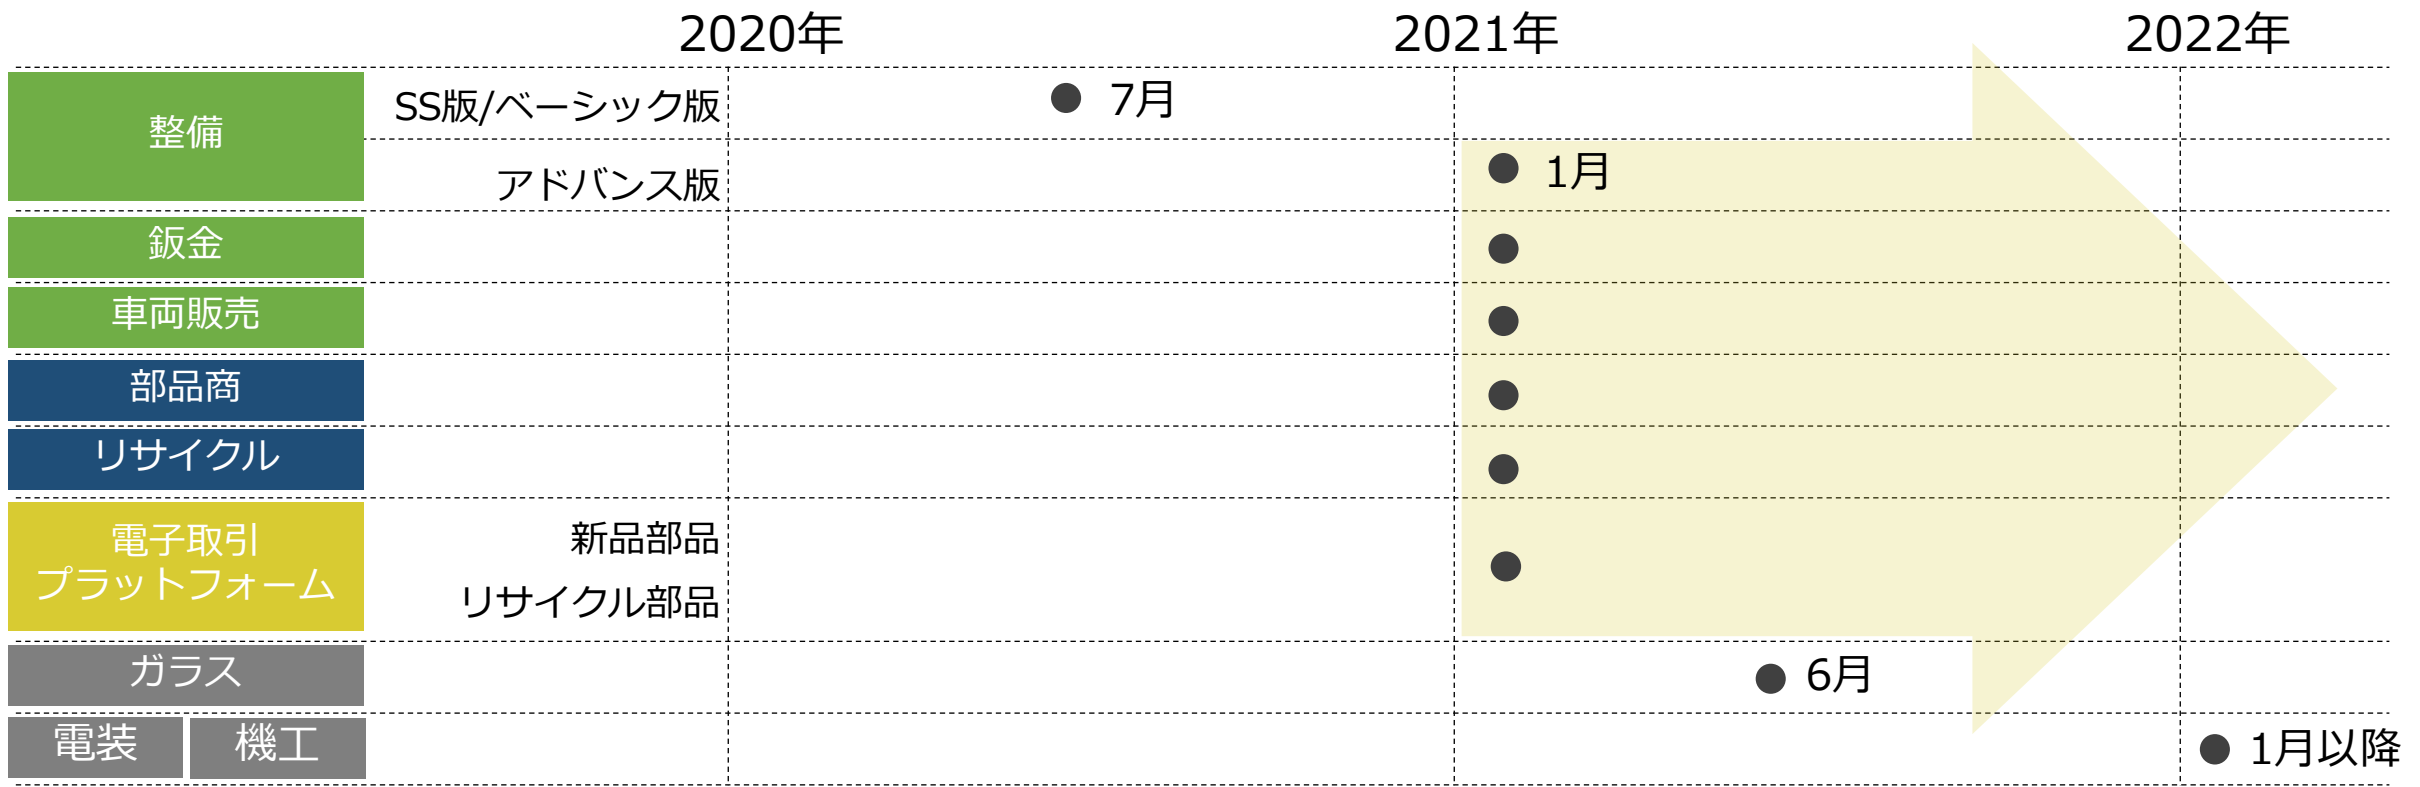 2020年
2021年
2022年
整備
SS版/ベーシック版
7月
アドバンス版
1月
鈑金
車両販売
部品商
リサイクル
電子取引
プラットフォーム
新品部品
リサイクル部品
ガラス
6月
電装
機工
1月以降